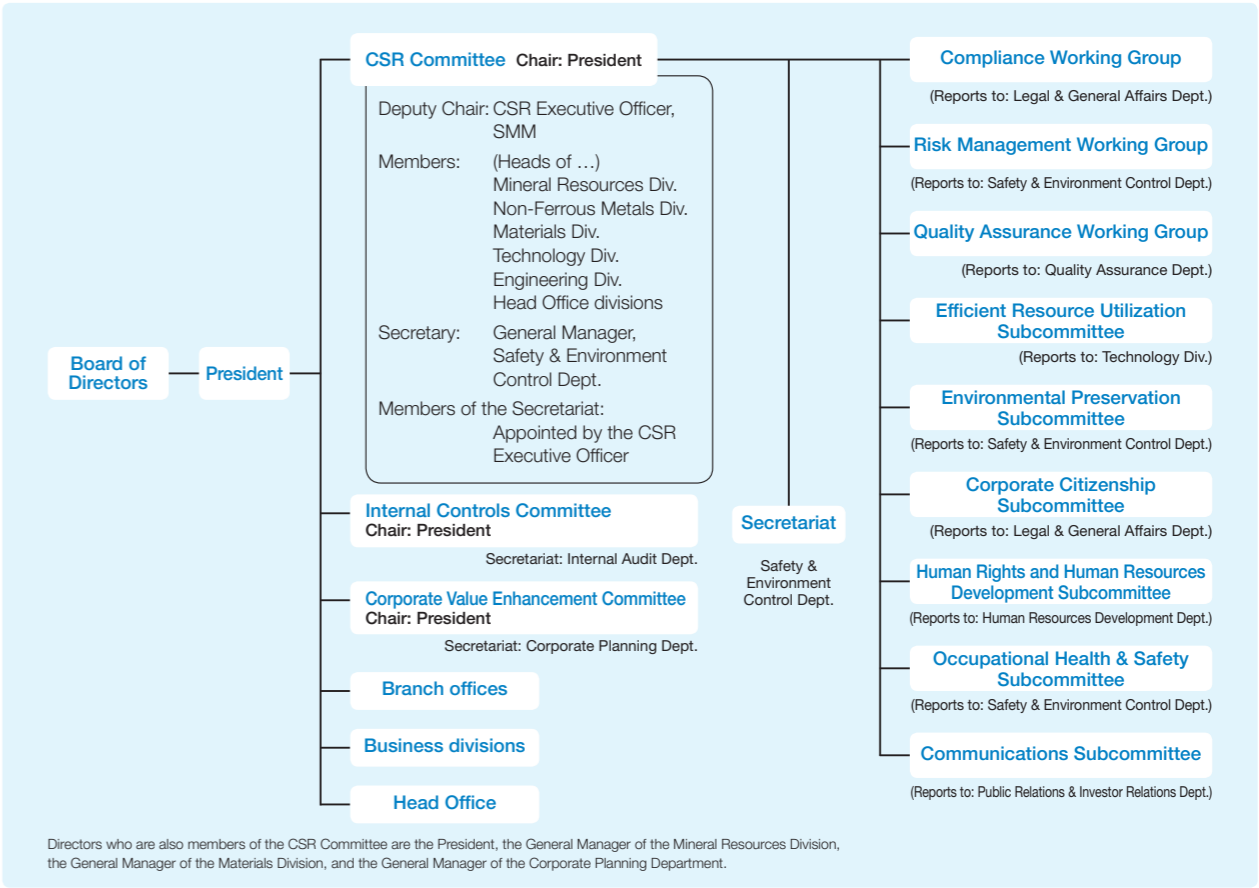 Board of
Directors
President
CSR Committee Chair: President
Deputy Chair: CSR Executive Officer,
SMM
Members: (Heads of …)
Mineral Resources Div.
Non-Ferrous Metals Div.
Materials Div.
Technology Div.
Engineering Div.
Head Office divisions
Secretary: General Manager,
Safety & Environment
Control Dept.
Members of the Secretariat:
Appointed by the CSR
Executive Officer
Internal Controls Committee
Chair: President
Secretariat: Internal Audit Dept.
Corporate Value Enhancement Committee
Chair: President
Secretariat: Corporate Planning Dept.
Branch offices
Business divisions
Head Office
Secretariat
Safety &
Environment
Control Dept.
Compliance Working Group
(Reports to: Legal & General Affairs Dept.)
Risk Management Working Group
(Reports to: Safety & Environment Control Dept.)
Quality Assurance Working Group
(Reports to: Quality Assurance Dept.)
Efficient Resource Utilization
Subcommittee
(Reports to: Technology Div.)
Environmental Preservation
Subcommittee
(Reports to: Safety & Environment Control Dept.)
Corporate Citizenship
Subcommittee
(Reports to: Legal & General Affairs Dept.)
Human Rights and Human Resources
Development Subcommittee
(Reports to: Human Resources Development Dept.)
Occupational Health & Safety
Subcommittee
(Reports to: Safety & Environment Control Dept.)
Communications Subcommittee
(Reports to: Public Relations & Investor Relations Dept.)
Directors who are also members of the CSR Committee are the President, the General Manager of the Mineral Resources Division,
the General Manager of the Materials Division, and the General Manager of the Corporate Planning Department.